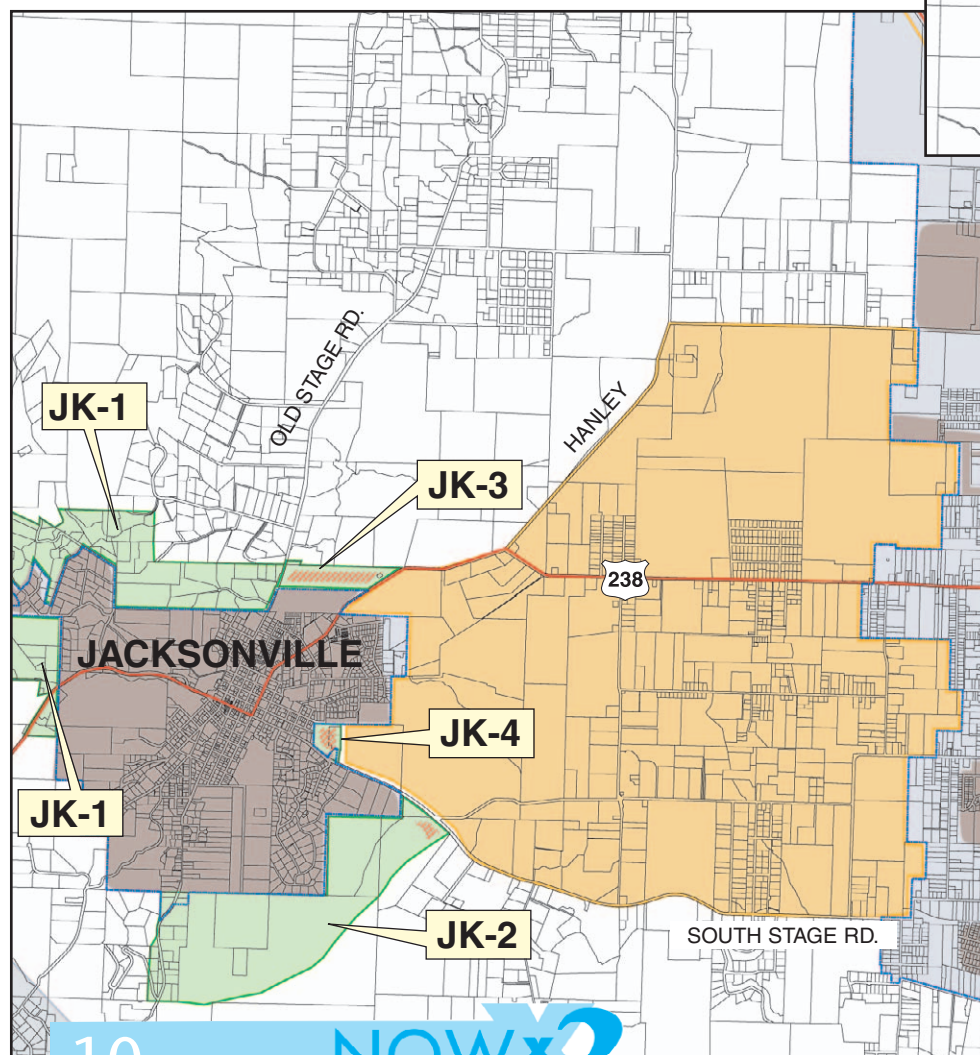 OLD STAGE RD.
JK-1
HANLEY
JK-3
238
JACKSONVILLE
JK-4
JK-1
JK-2
SOUTH STAGE RD.
10
NOWx2